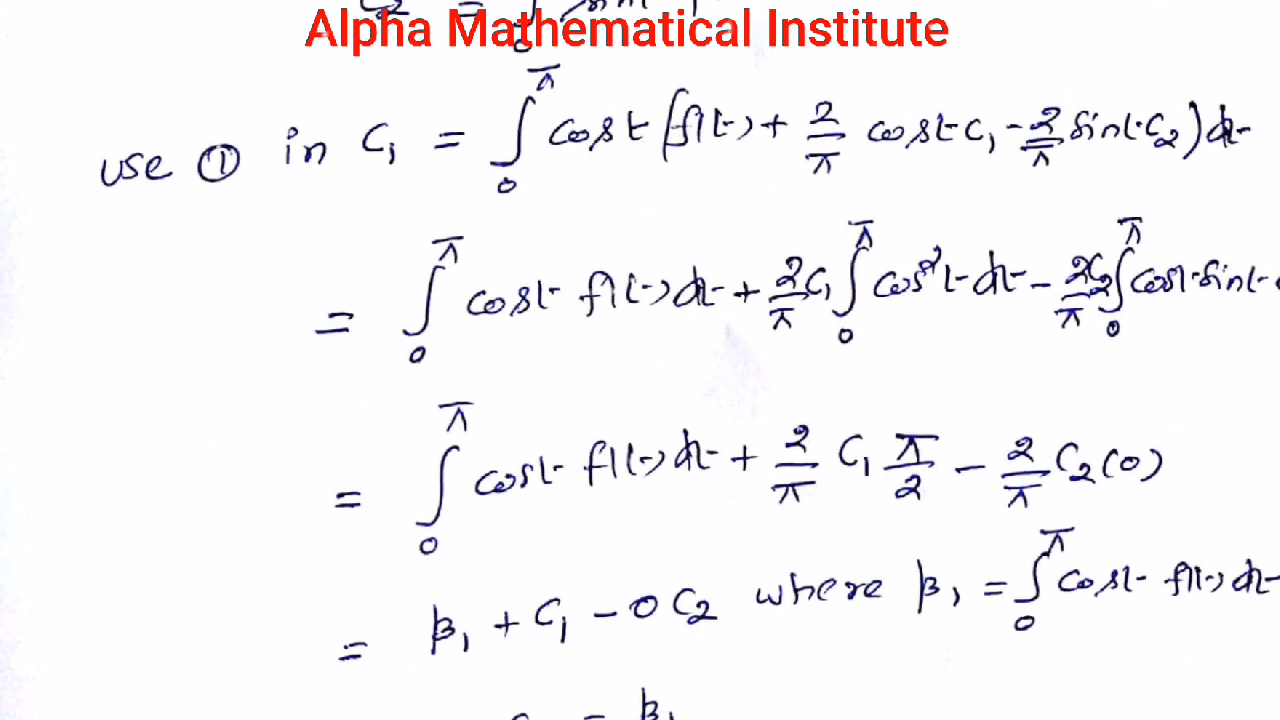 Alpha Mathematical Institute
use ① in C₁ = ∫₀^π cos t (f(t) + 2/π cos t C₁ - 2/π sin t · C₂) dt
= ∫₀^π cos t f(t) dt + 2/π C₁ ∫₀^π cos² t dt - 2C₂/π ∫₀^π cos t · sin t
= ∫₀^π cos t f(t) dt + 2/π C₁ π/2 - 2/π C₂ (0)
= β₁ + C₁ - 0 C₂ where β₁ = ∫₀^π cos t f(t) dt
= β₁